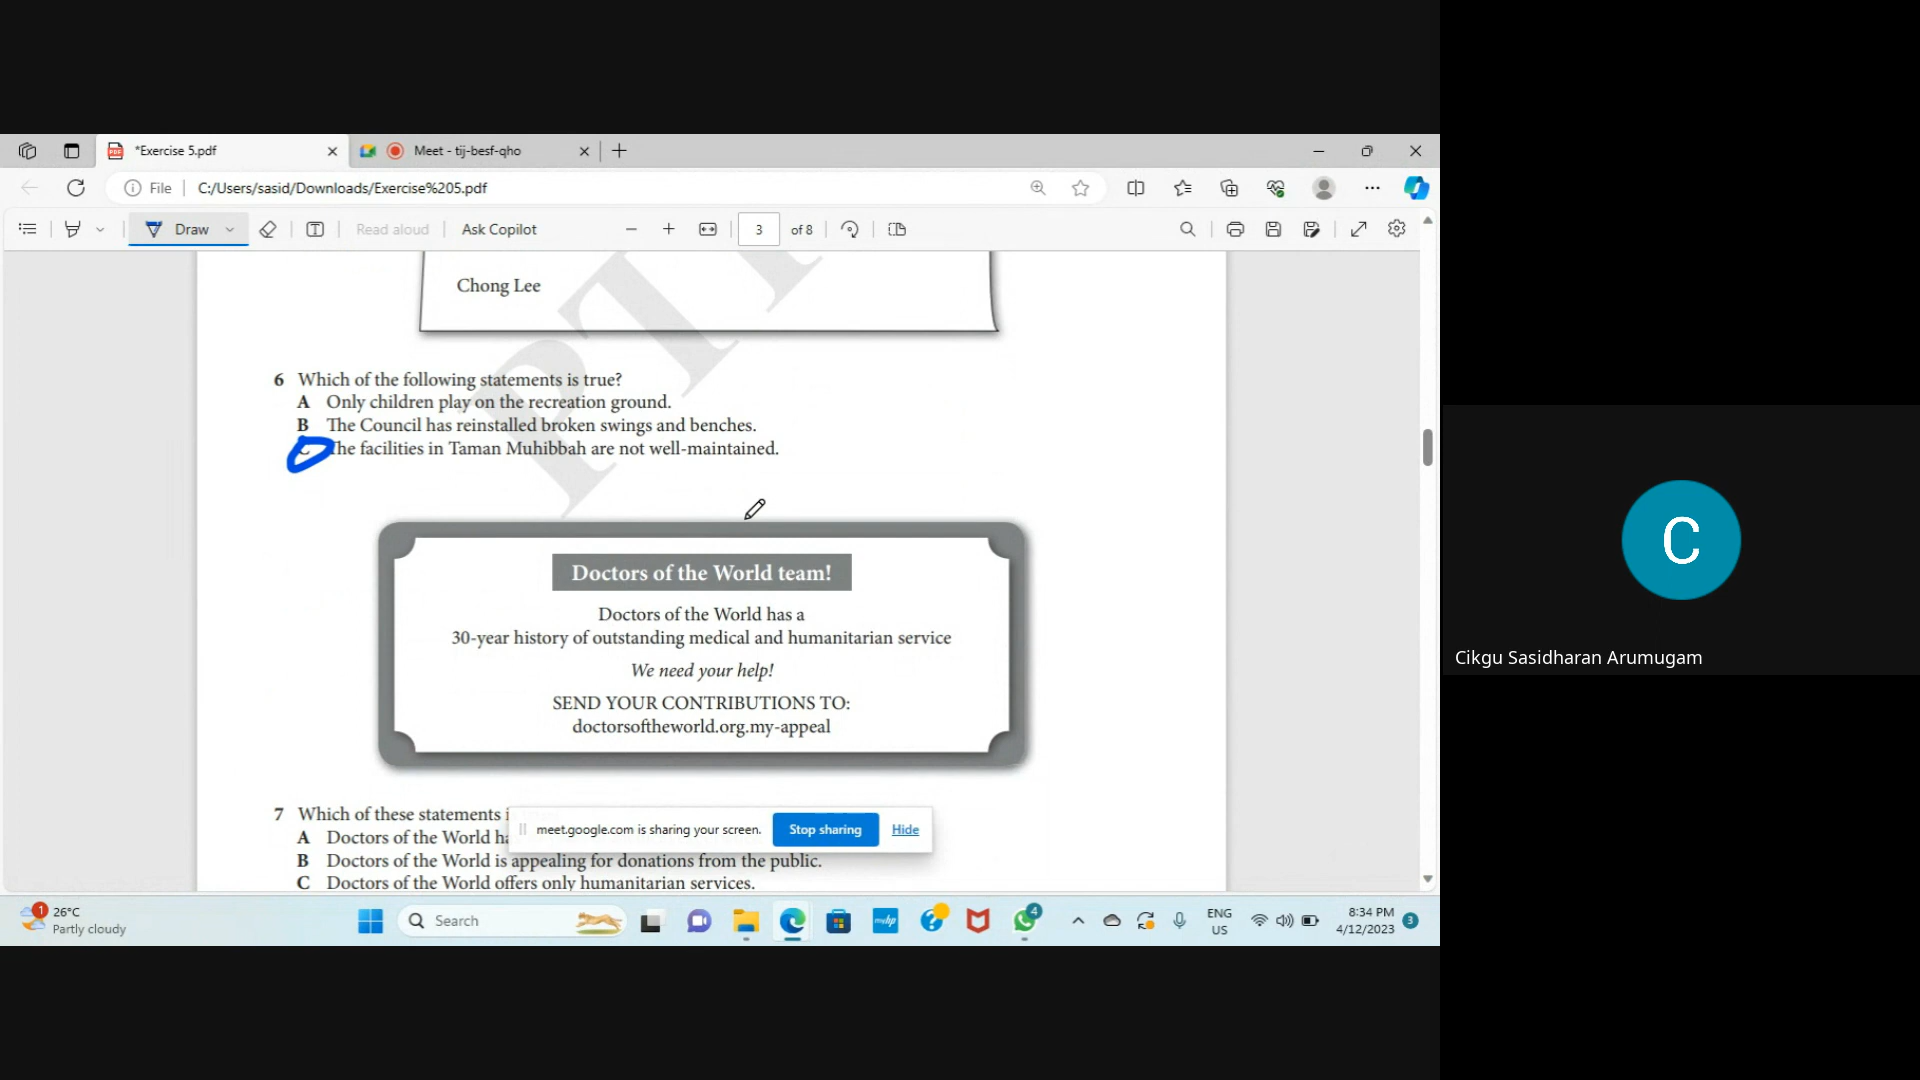 *Exercise 5.pdf
Meet - tij-besf-qho
File
C:/Users/sasid/Downloads/Exercise%205.pdf
Draw
Read aloud
Ask Copilot
3
of 8
PT
Chong Lee
6 Which of the following statements is true?
A Only children play on the recreation ground.
B The Council has reinstalled broken swings and benches.
C The facilities in Taman Muhibbah are not well-maintained.
Doctors of the World team!
Doctors of the World has a
30-year history of outstanding medical and humanitarian service
We need your help!
SEND YOUR CONTRIBUTIONS TO:
doctorsoftheworld.org.my-appeal
7 Which of these statements
A Doctors of the World
B Doctors of the World is appealing for donations from the public.
C Doctors of the World offers only humanitarian services.
meet.google.com is sharing your screen.
Stop sharing
Hide
C
Cikgu Sasidharan Arumugam
1
26°C
Partly cloudy
Search
myhp
4
ENG
US
8:34 PM
4/12/2023
3